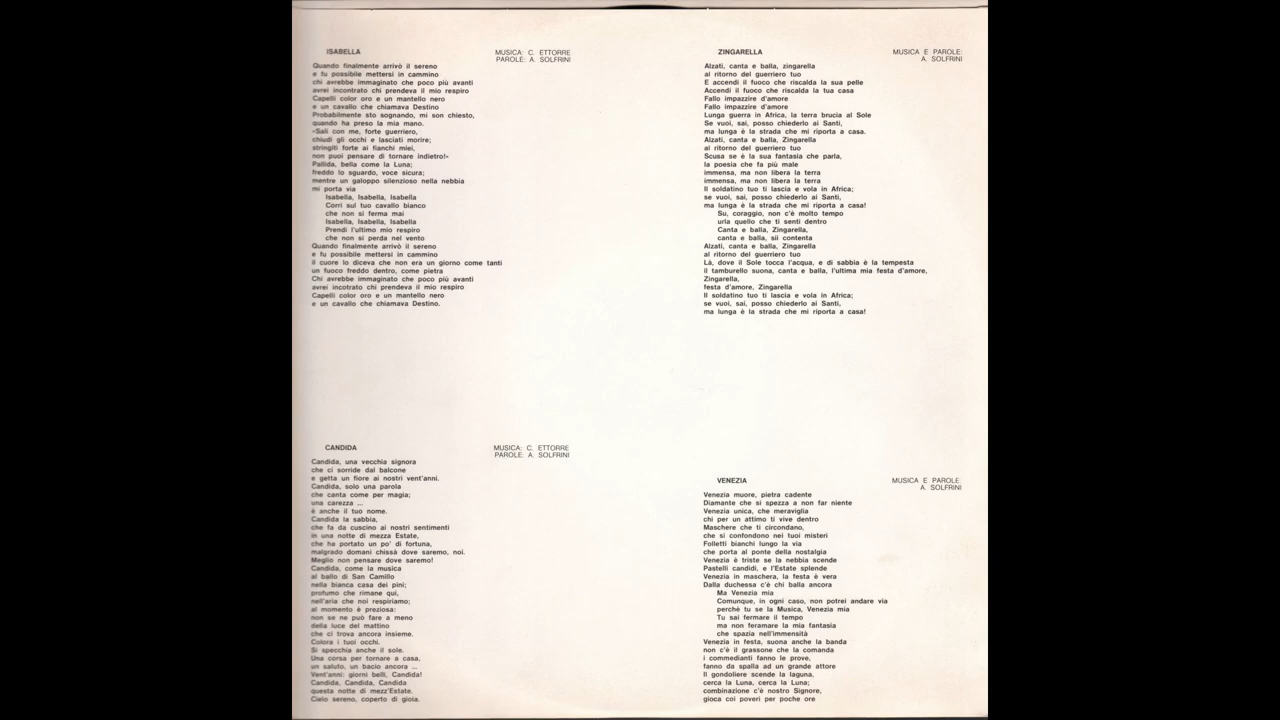 ISABELLA
MUSICA: C. ETTORRE
PAROLE: A. SOLFRINI
Quando finalmente arrivò il sereno
e fu possibile mettersi in cammino
chi avrebbe immaginato che poco più avanti
avrei incontrato chi prendeva il mio respiro
Capelli color oro e un mantello nero
e un cavallo che chiamava Destino
Probabilmente sto sognando, mi son chiesto,
quando ha preso la mia mano.
«Sali con me, forte guerriero,
chiudi gli occhi e lasciati morire;
stringiti forte ai fianchi miei,
non puoi pensare di tornare indietro!»
Pallida, bella come la Luna;
freddo lo sguardo, voce sicura;
mentre un galoppo silenzioso nella nebbia
mi porta via
Isabella, Isabella, Isabella
Corri sul tuo cavallo bianco
che non si ferma mai
Isabella, Isabella, Isabella
Prendi l'ultimo mio respiro
che non si perda nel vento
Quando finalmente arrivò il sereno
e fu possibile mettersi in cammino
il cuore lo diceva che non era un giorno come tanti
un fuoco freddo dentro, come pietra
Chi avrebbe immaginato che poco più avanti
avrei incotrato chi prendeva il mio respiro
Capelli color oro e un mantello nero
e un cavallo che chiamava Destino.
CANDIDA
MUSICA: C. ETTORRE
PAROLE: A. SOLFRINI
Candida, una vecchia signora
che ci sorride dal balcone
e getta un fiore ai nostri vent'anni.
Candida, solo una parola
che canta come per magia;
una carezza ...
è anche il tuo nome.
Candida la sabbia,
che fa da cuscino ai nostri sentimenti
in una notte di mezza Estate,
che ha portato un po' di fortuna,
malgrado domani chissà dove saremo, noi.
Meglio non pensare dove saremo!
Candida, come la musica
al ballo di San Camillo
nella bianca casa dei pini;
profumo che rimane qui,
nell'aria che noi respiriamo;
al momento è preziosa:
non se ne può fare a meno
della luce del mattino
che ci trova ancora insieme.
Colora i tuoi occhi.
Si specchia anche il sole.
Una corsa per tornare a casa,
un saluto, un bacio ancora ...
Vent'anni: giorni belli, Candida!
Candida, Candida, Candida
questa notte di mezz'Estate.
Cielo sereno, coperto di gioia.
ZINGARELLA
MUSICA E PAROLE:
A. SOLFRINI
Alzati, canta e balla, zingarella
al ritorno del guerriero tuo
E accendi il fuoco che riscalda la sua pelle
Accendi il fuoco che riscalda la tua casa
Fallo impazzire d'amore
Fallo impazzire d'amore
Lunga guerra in Africa, la terra brucia al Sole
Se vuoi, sai, posso chiederlo ai Santi,
ma lunga è la strada che mi riporta a casa.
Alzati, canta e balla, Zingarella
al ritorno del guerriero tuo
Scusa se è la sua fantasia che parla,
la poesia che fa più male
immensa, ma non libera la terra
immensa, ma non libera la terra
Il soldatino tuo ti lascia e vola in Africa;
se vuoi, sai, posso chiederlo ai Santi,
ma lunga è la strada che mi riporta a casa!
Su, coraggio, non c'è molto tempo
urla quello che ti senti dentro
Canta e balla, Zingarella,
canta e balla, sii contenta
Alzati, canta e balla, Zingarella
al ritorno del guerriero tuo
Là, dove il Sole tocca l'acqua, e di sabbia è la tempesta
il tamburello suona, canta e balla, l'ultima mia festa d'amore,
Zingarella,
festa d'amore, Zingarella
Il soldatino tuo ti lascia e vola in Africa;
se vuoi, sai, posso chiederlo ai Santi,
ma lunga è la strada che mi riporta a casa!
VENEZIA
MUSICA E PAROLE:
A. SOLFRINI
Venezia muore, pietra cadente
Diamante che si spezza a non far niente
Venezia unica, che meraviglia
chi per un attimo ti vive dentro
Maschere che ti circondano,
che si confondono nei tuoi misteri
Folletti bianchi lungo la via
che porta al ponte della nostalgia
Venezia è triste se la nebbia scende
Pastelli candidi, e l'Estate splende
Venezia in maschera, la festa è vera
Dalla duchessa c'è chi balla ancora
Ma Venezia mia
Comunque, in ogni caso, non potrei andare via
perchè tu se la Musica, Venezia mia
Tu sai fermare il tempo
ma non feramare la mia fantasia
che spazia nell'immensità
Venezia in festa, suona anche la banda
non c'è il grassone che la comanda
i commedianti fanno le prove,
fanno da spalla ad un grande attore
Il gondoliere scende la laguna,
cerca la Luna, cerca la Luna;
combinazione c'è nostro Signore,
gioca coi poveri per poche ore